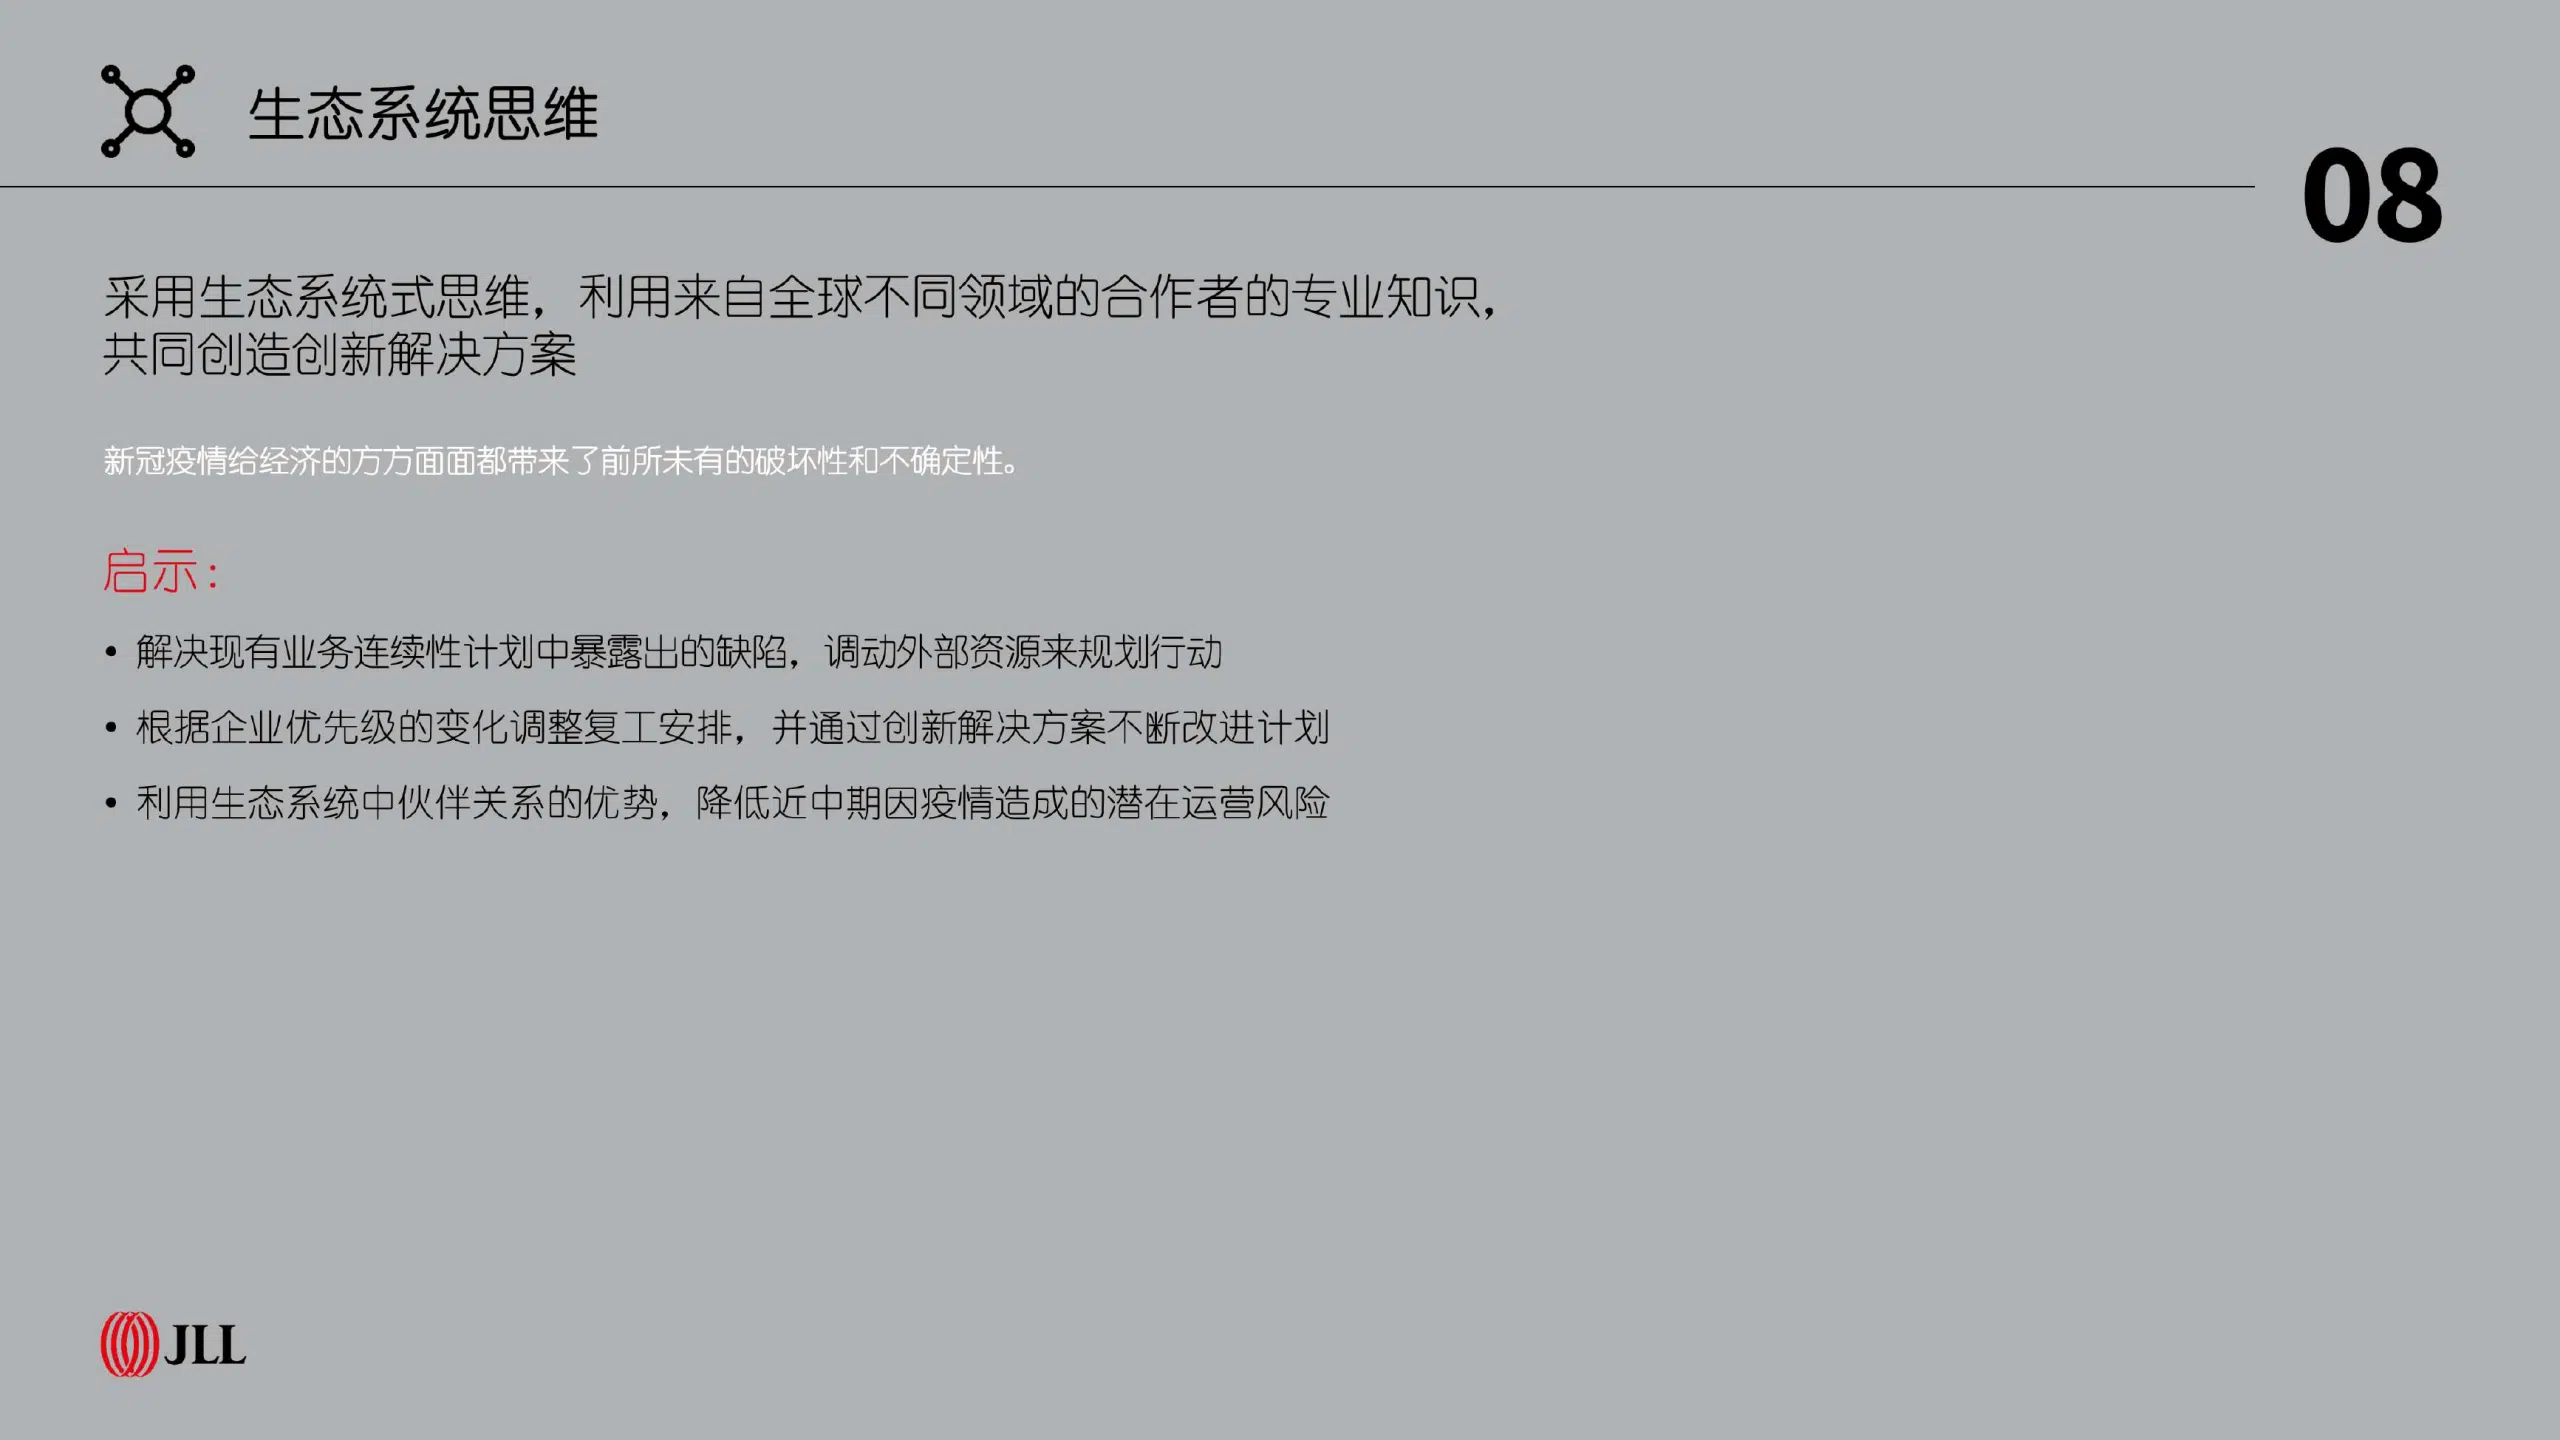 生态系统思维
08
采用生态系统式思维，利用来自全球不同领域的合作者的专业知识，
共同创造创新解决方案
新冠疫情给经济的方方面面都带来了前所未有的破坏性和不确定性。
启示：
• 解决现有业务连续性计划中暴露出的缺陷，调动外部资源来规划行动
• 根据企业优先级的变化调整复工安排，并通过创新解决方案不断改进计划
• 利用生态系统中伙伴关系的优势，降低近中期因疫情造成的潜在运营风险
JLL